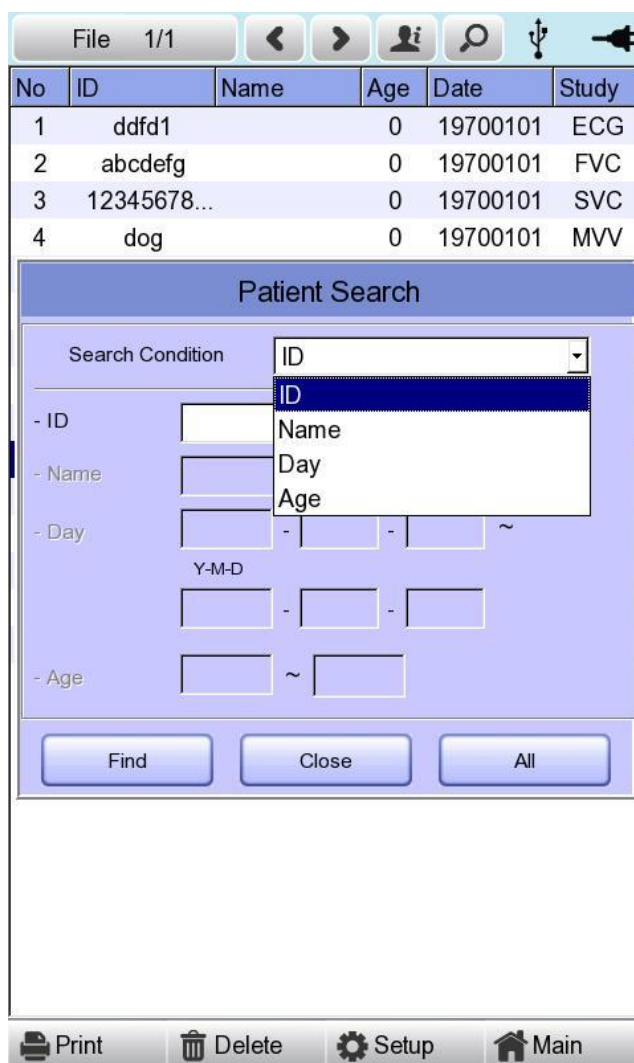 File 1/1
No ID Name Age Date Study
1 ddfd1 0 19700101 ECG
2 abcdefg 0 19700101 FVC
3 12345678... 0 19700101 SVC
4 dog 0 19700101 MVV
Patient Search
Search Condition ID
ID
- ID
Name
- Name
Day
Age
- Day - - ~
Y-M-D
- -
- Age ~
Find Close All
Print Delete Setup Main